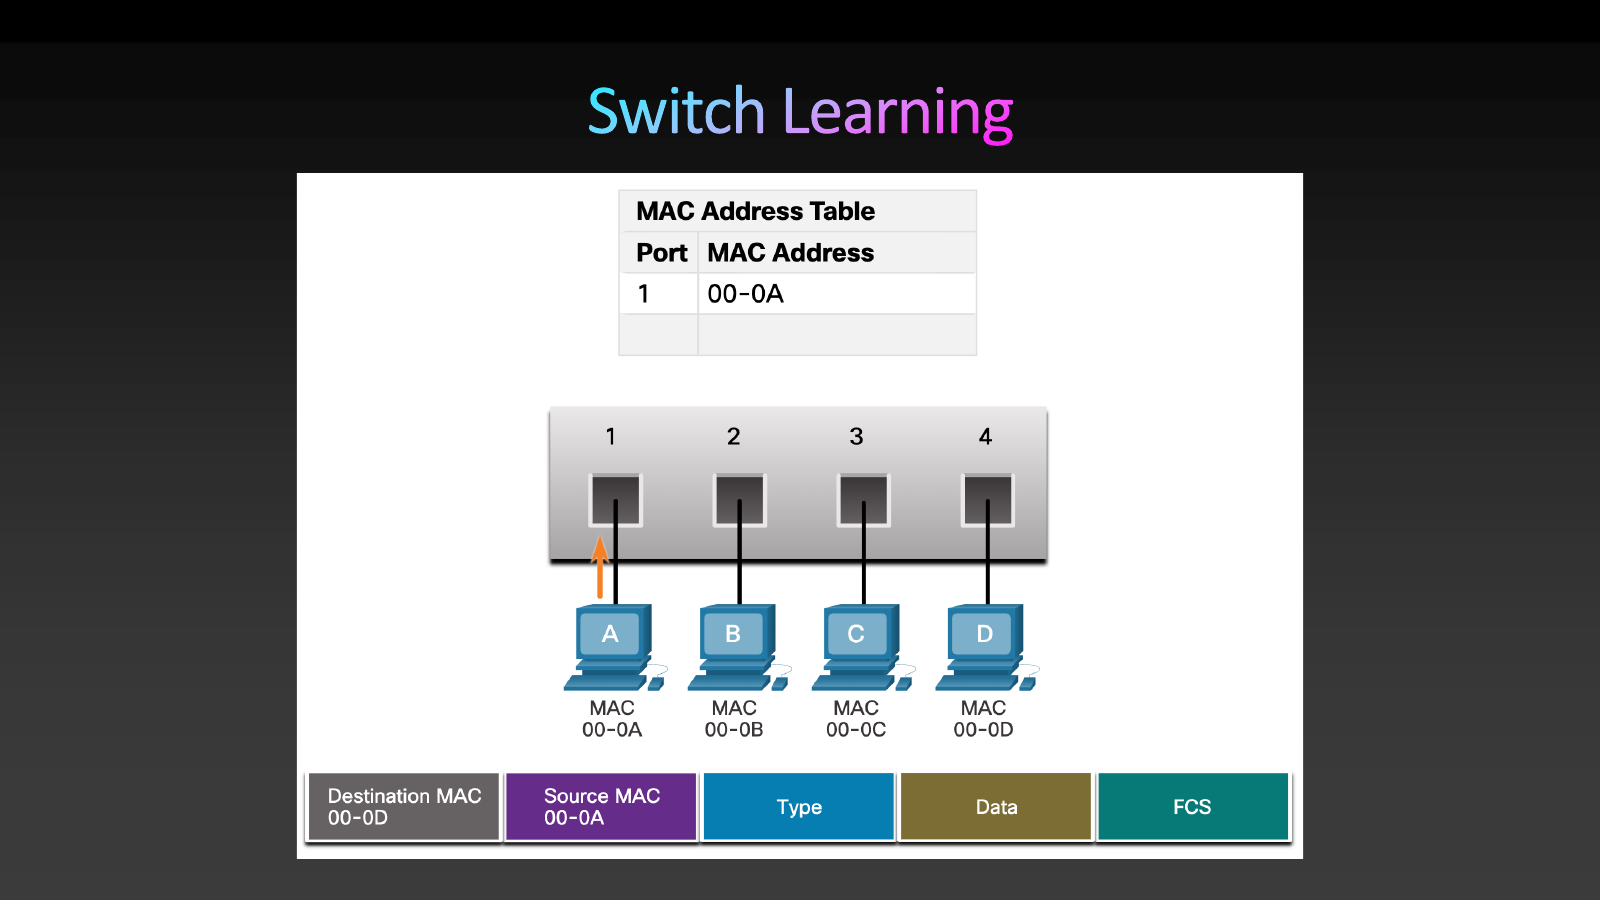 Switch Learning
MAC Address Table
Port MAC Address
1 00-0A
1 2 3 4
A B C D
MAC MAC MAC MAC
00-0A 00-0B 00-0C 00-0D
Destination MAC
00-0D
Source MAC
00-0A
Type
Data
FCS